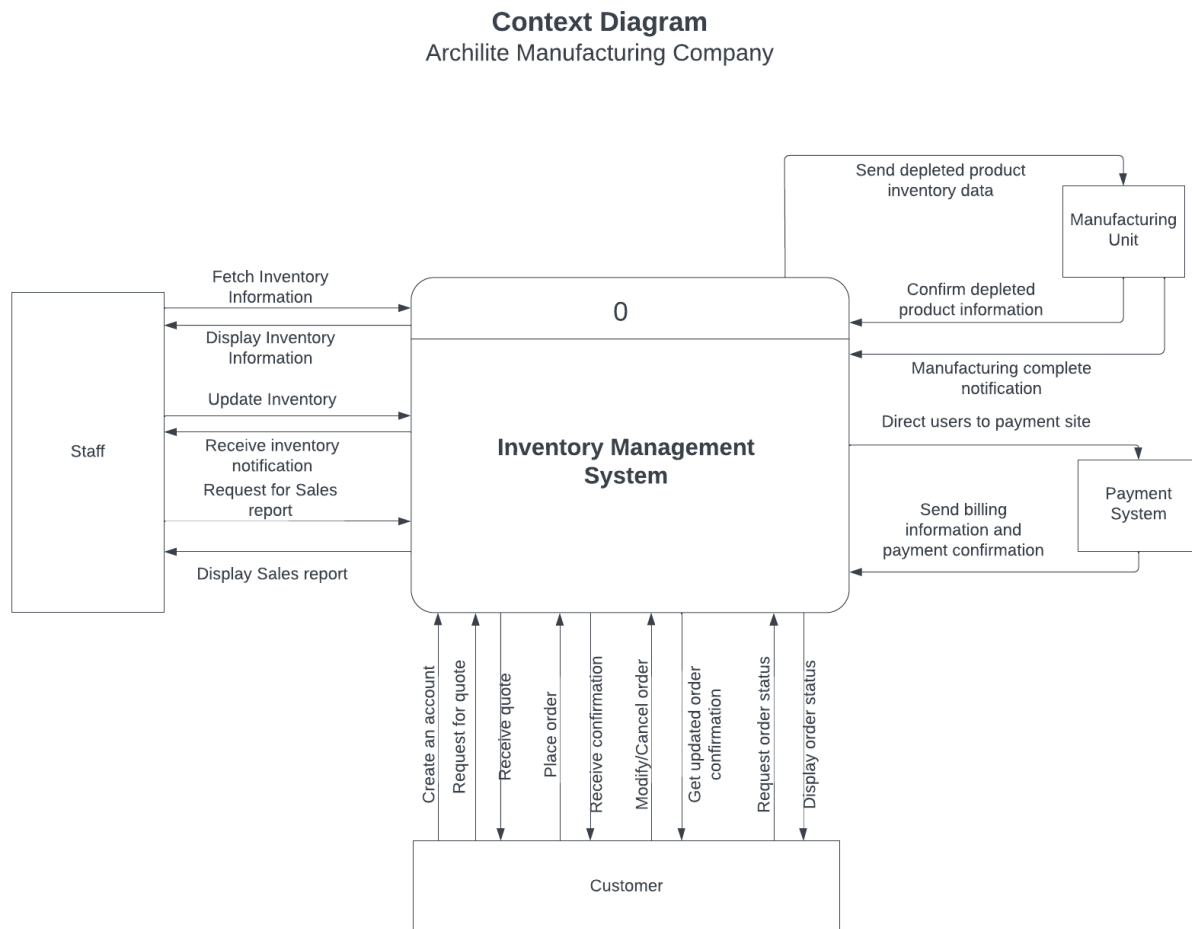 Context Diagram
Archilite Manufacturing Company
Send depleted product
inventory data
Manufacturing
Unit
Fetch Inventory
Information
Confirm depleted
product information
0
Display Inventory
Information
Manufacturing complete
notification
Update Inventory
Direct users to payment site
Staff
Receive inventory
notification
Inventory Management
System
Request for Sales
report
Payment
System
Send billing
information and
payment confirmation
Display Sales report
Create an account
Request for quote
Receive quote
Place order
Receive confirmation
Modify/Cancel order
Get updated order
confirmation
Request order status
Display order status
Customer